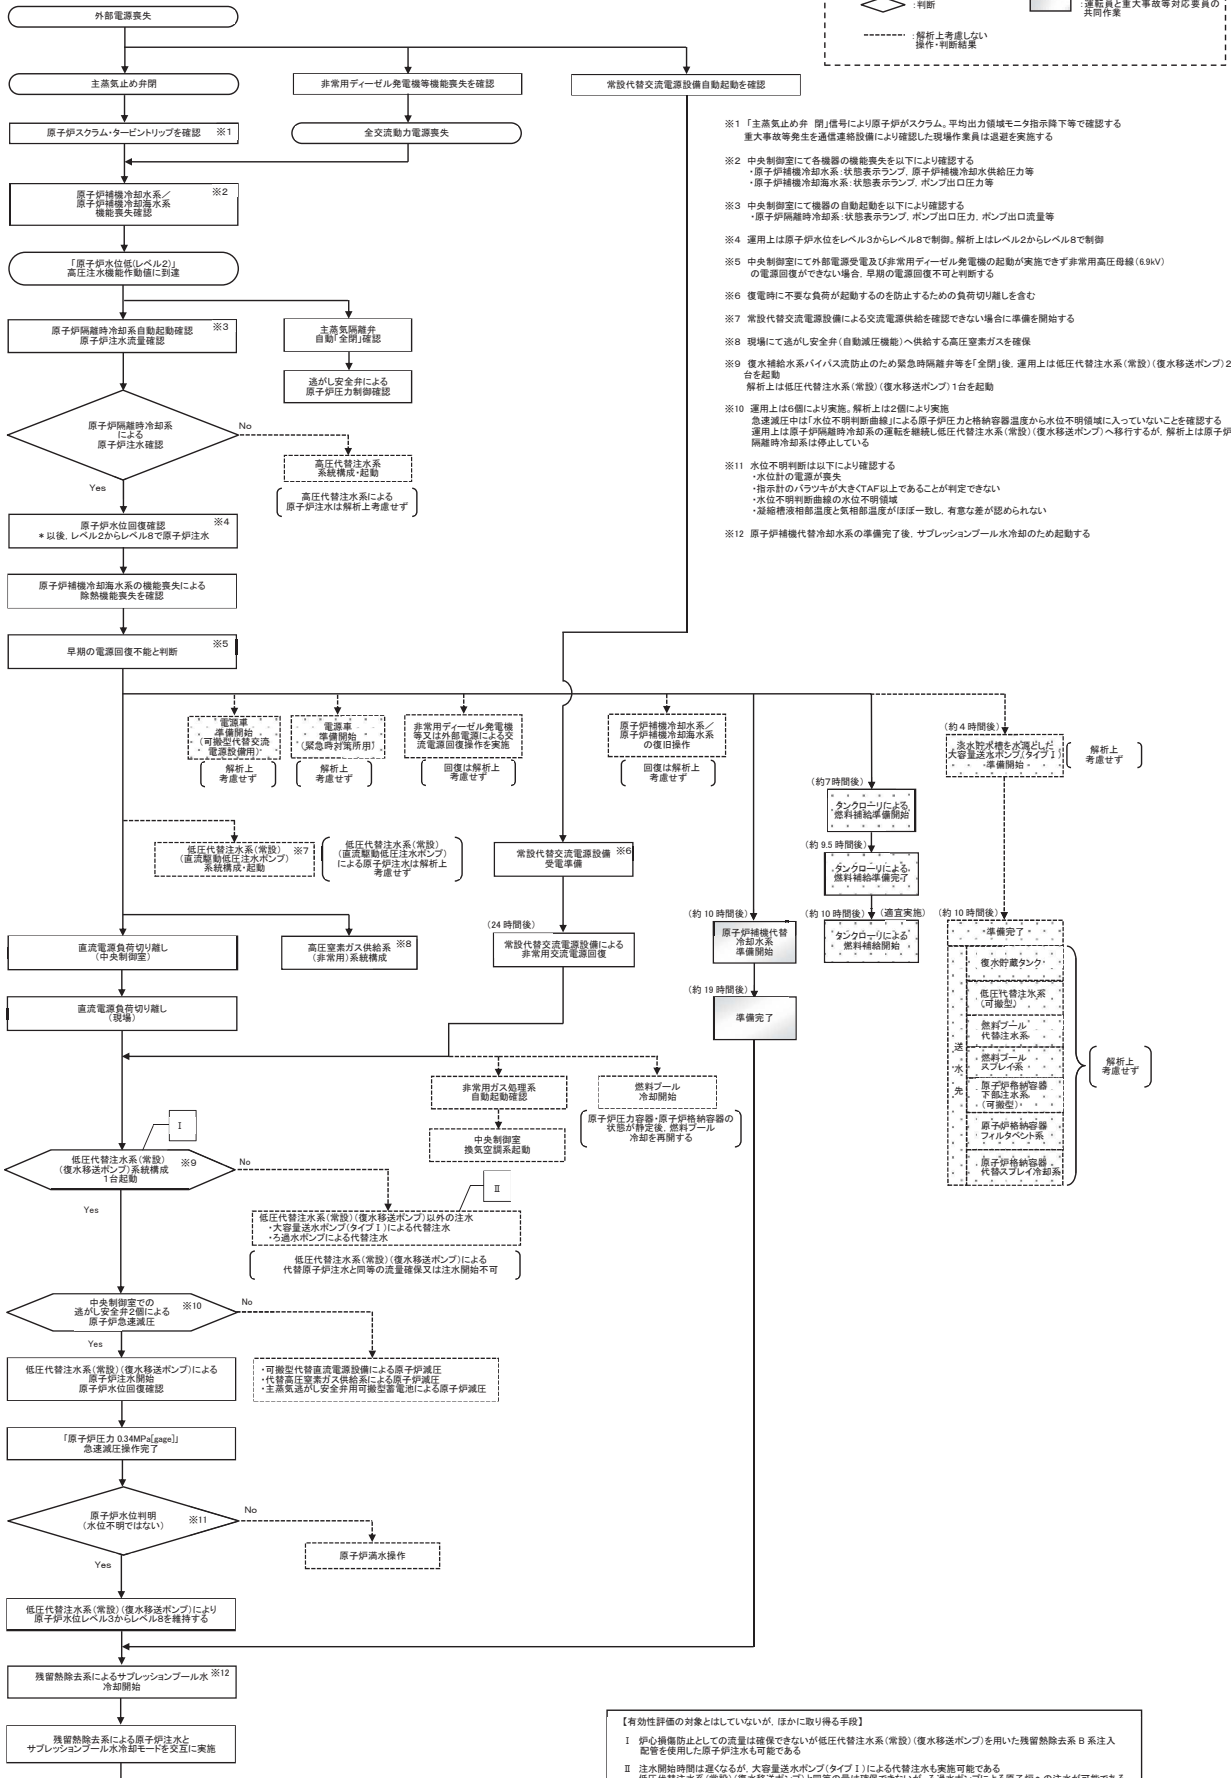 外部電源喪失
:判断
:運転員と重大事故等対応要員の
共同作業
:解析上考慮しない
操作・判断結果
主蒸気止め弁閉
非常用ディーゼル発電機等機能喪失を確認
常設代替交流電源設備自動起動を確認
原子炉スクラム・タービントリップを確認 ※1
全交流動力電源喪失
原子炉補機冷却水系／
原子炉補機冷却海水系
機能喪失確認
※2
「原子炉水位低(レベル2)」
高圧注水機能作動値に到達
原子炉隔離時冷却系自動起動確認
原子炉注水流量確認
※3
主蒸気隔離弁
自動「全閉」確認
逃がし安全弁による
原子炉圧力制御確認
原子炉隔離時冷却系
による
原子炉注水確認
No
Yes
高圧代替注水系
系統構成・起動
高圧代替注水系による
原子炉注水は解析上考慮せず
原子炉水位回復確認 ※4
＊以後，レベル2からレベル8で原子炉注水
原子炉補機冷却海水系の機能喪失による
除熱機能喪失を確認
早期の電源回復不能と判断 ※5
※1 「主蒸気止め弁 閉」信号により原子炉がスクラム。平均出力領域モニタ指示降下等で確認する
重大事故等発生を通信連絡設備により確認した現場作業員は退避を実施する
※2 中央制御室にて各機器の機能喪失を以下により確認する
・原子炉補機冷却水系:状態表示ランプ，原子炉補機冷却水供給圧力等
・原子炉補機冷却海水系:状態表示ランプ，ポンプ出口圧力等
※3 中央制御室にて機器の自動起動を以下により確認する
・原子炉隔離時冷却系:状態表示ランプ，ポンプ出口圧力，ポンプ出口流量等
※4 運用上は原子炉水位をレベル3からレベル8で制御。解析上はレベル2からレベル8で制御
※5 中央制御室にて外部電源受電及び非常用ディーゼル発電機の起動が実施できず非常用高圧母線(6.9kV)
の電源回復ができない場合，早期の電源回復不可と判断する
※6 復電時に不要な負荷が起動するのを防止するための負荷切り離しを含む
※7 常設代替交流電源設備による交流電源供給を確認できない場合に準備を開始する
※8 現場にて逃がし安全弁(自動減圧機能)へ供給する高圧窒素ガスを確保
※9 復水補給水系バイパス流防止のため緊急時隔離弁等を「全閉」後，運用上は低圧代替注水系(常設)(復水移送ポンプ)2
台を起動
解析上は低圧代替注水系(常設)(復水移送ポンプ)1台を起動
※10 運用上は6個により実施。解析上は2個により実施
急速減圧中は「水位不明判断曲線」による原子炉圧力と格納容器温度から水位不明領域に入っていないことを確認する
運用上は原子炉隔離時冷却系の運転を継続し低圧代替注水系(常設)(復水移送ポンプ)へ移行するが，解析上は原子炉
隔離時冷却系は停止している
※11 水位不明判断は以下により確認する
・水位計の電源が喪失
・指示計のバラツキが大きくTAF以上であることが判定できない
・水位不明判断曲線の水位不明領域
・凝縮槽液相部温度と気相部温度がほぼ一致し，有意な差が認められない
※12 原子炉補機代替冷却水系の準備完了後，サプレッションプール水冷却のため起動する
電源車
準備開始
(可搬型代替交流
電源設備用)
解析上
考慮せず
電源車
準備開始
(緊急時対策所用)
解析上
考慮せず
非常用ディーゼル発電機
等又は外部電源による交
流電源回復操作を実施
回復は解析上
考慮せず
原子炉補機冷却水系／
原子炉補機冷却海水系
の復旧操作
回復は解析上
考慮せず
(約4時間後)
淡水貯水槽を水源とした
大容量送水ポンプ(タイプⅠ)
準備開始
解析上
考慮せず
(約7時間後)
タンクローリによる
燃料補給準備開始
(約 9.5 時間後)
タンクローリによる
燃料補給準備完了
(約 10 時間後) (適宜実施)
タンクローリによる
燃料補給開始
低圧代替注水系(常設) ※7
(直流駆動低圧注水ポンプ)
系統構成・起動
低圧代替注水系(常設)
(直流駆動低圧注水ポンプ)
による原子炉注水は解析上
考慮せず
常設代替交流電源設備 ※6
受電準備
(24 時間後)
常設代替交流電源設備による
非常用交流電源回復
(約 10 時間後)
原子炉補機代替
冷却水系
準備開始
(約 19 時間後)
準備完了
(約 10 時間後)
準備完了
送水先
復水貯蔵タンク
低圧代替注水系
(可搬型)
燃料プール
代替注水系
燃料プール
スプレイ系
原子炉格納容器
下部注水系
(可搬型)
原子炉格納容器
フィルタベント系
原子炉格納容器
代替スプレイ冷却系
解析上
考慮せず
直流電源負荷切り離し
(中央制御室)
高圧窒素ガス供給系 ※8
(非常用)系統構成
直流電源負荷切り離し
(現場)
非常用ガス処理系
自動起動確認
中央制御室
換気空調系起動
燃料プール
冷却開始
原子炉圧力容器・原子炉格納容器の
状態が静定後，燃料プール
冷却を再開する
Ⅰ
低圧代替注水系(常設)
(復水移送ポンプ)系統構成
1台起動
※9
No
Yes
Ⅱ
低圧代替注水系(常設)(復水移送ポンプ)以外の注水
・大容量送水ポンプ(タイプⅠ)による代替注水
・ろ過水ポンプによる代替注水
低圧代替注水系(常設)(復水移送ポンプ)による
代替原子炉注水と同等の流量確保又は注水開始不可
中央制御室での
逃がし安全弁2個による
原子炉急速減圧
※10
No
Yes
・可搬型代替直流電源設備による原子炉減圧
・代替高圧窒素ガス供給系による原子炉減圧
・主蒸気逃がし安全弁用可搬型蓄電池による原子炉減圧
低圧代替注水系(常設)(復水移送ポンプ)による
原子炉注水開始
原子炉水位回復確認
「原子炉圧力 0.34MPa[gage]」
急速減圧操作完了
原子炉水位判明
(水位不明ではない)
※11
No
Yes
原子炉満水操作
低圧代替注水系(常設)(復水移送ポンプ)により
原子炉水位レベル3からレベル8を維持する
残留熱除去系によるサプレッションプール水 ※12
冷却開始
残留熱除去系による原子炉注水と
サプレッションプール水冷却モードを交互に実施
【有効性評価の対象とはしていないが，ほかに取り得る手段】
Ⅰ 炉心損傷防止としての流量は確保できないが低圧代替注水系(常設)(復水移送ポンプ)を用いた残留熱除去系 B 系注入
配管を使用した原子炉注水も可能である
Ⅱ 注水開始時間は遅くなるが，大容量送水ポンプ(タイプⅠ)による代替注水も実施可能である
低圧代替注水系(常設)(復水移送ポンプ)と同等の量は確保できないが，ろ過水ポンプによる原子炉への注水が可能である